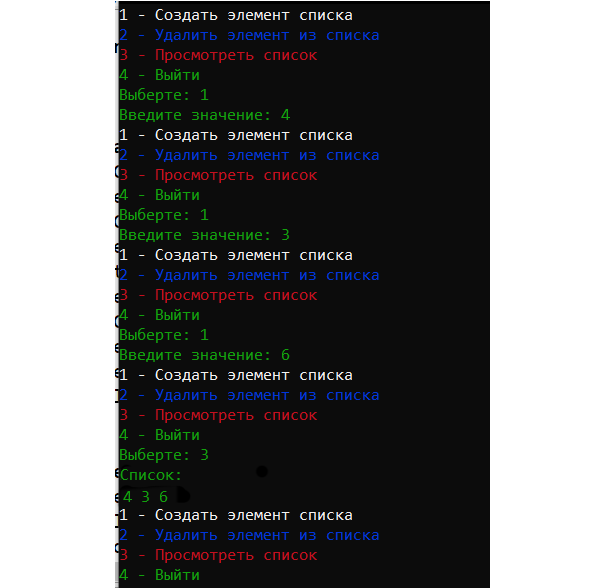 1 - Создать элемент списка
2 - Удалить элемент из списка
3 - Просмотреть список
4 - Выйти
Выберте: 1
Введите значение: 4
1 - Создать элемент списка
2 - Удалить элемент из списка
3 - Просмотреть список
4 - Выйти
Выберте: 1
Введите значение: 3
1 - Создать элемент списка
2 - Удалить элемент из списка
3 - Просмотреть список
4 - Выйти
Выберте: 1
Введите значение: 6
1 - Создать элемент списка
2 - Удалить элемент из списка
3 - Просмотреть список
4 - Выйти
Выберте: 3
Список:
4 3 6
1 - Создать элемент списка
2 - Удалить элемент из списка
3 - Просмотреть список
4 - Выйти